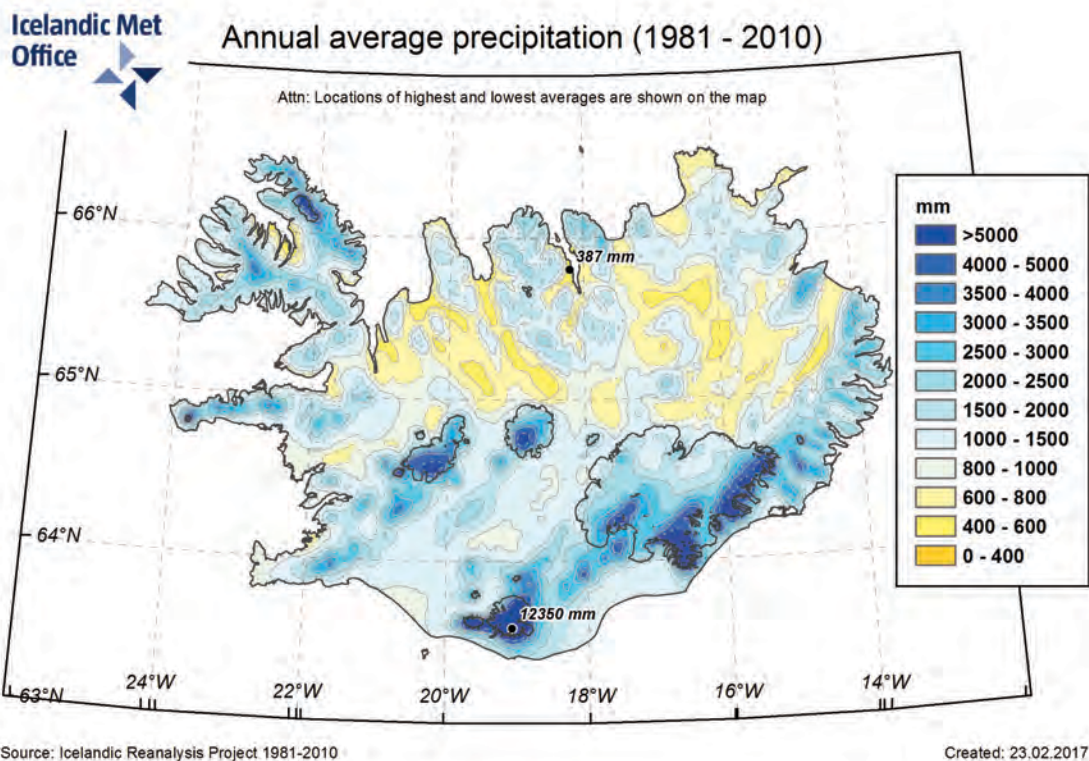 Icelandic Met
Office
Annual average precipitation (1981 - 2010)
Attn: Locations of highest and lowest averages are shown on the map
66°N
65°N
64°N
63°N
387 mm
12350 mm
mm
>5000
4000 - 5000
3500 - 4000
3000 - 3500
2500 - 3000
2000 - 2500
1500 - 2000
1000 - 1500
800 - 1000
600 - 800
400 - 600
0 - 400
24°W
22°W
20°W
18°W
16°W
14°W
Source: Icelandic Reanalysis Project 1981-2010
Created: 23.02.2017